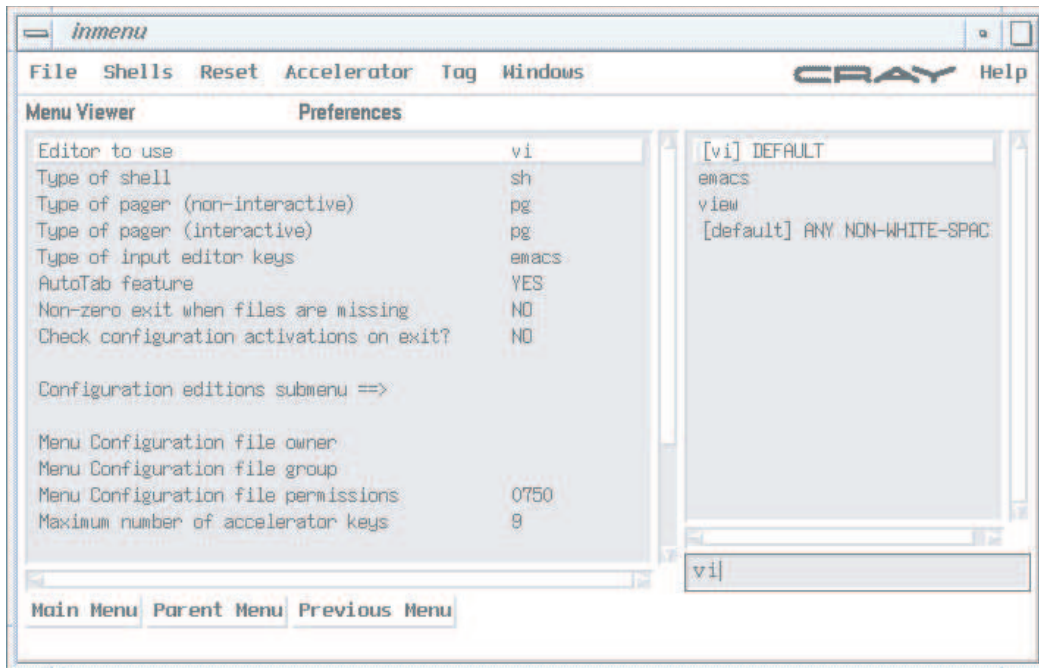 inmenu
File Shells Reset Accelerator Tag Windows CRAY Help
Menu Viewer Preferences
Editor to use vi
Type of shell sh
Type of pager (non-interactive) pg
Type of pager (interactive) pg
Type of input editor keys emacs
AutoTab feature YES
Non-zero exit when files are missing NO
Check configuration activations on exit? NO
Configuration editions submenu ==>
Menu Configuration file owner
Menu Configuration file group
Menu Configuration file permissions 0750
Maximum number of accelerator keys 9
[vi] DEFAULT
emacs
view
[default] ANY NON-WHITE-SPAC
vi
Main Menu Parent Menu Previous Menu